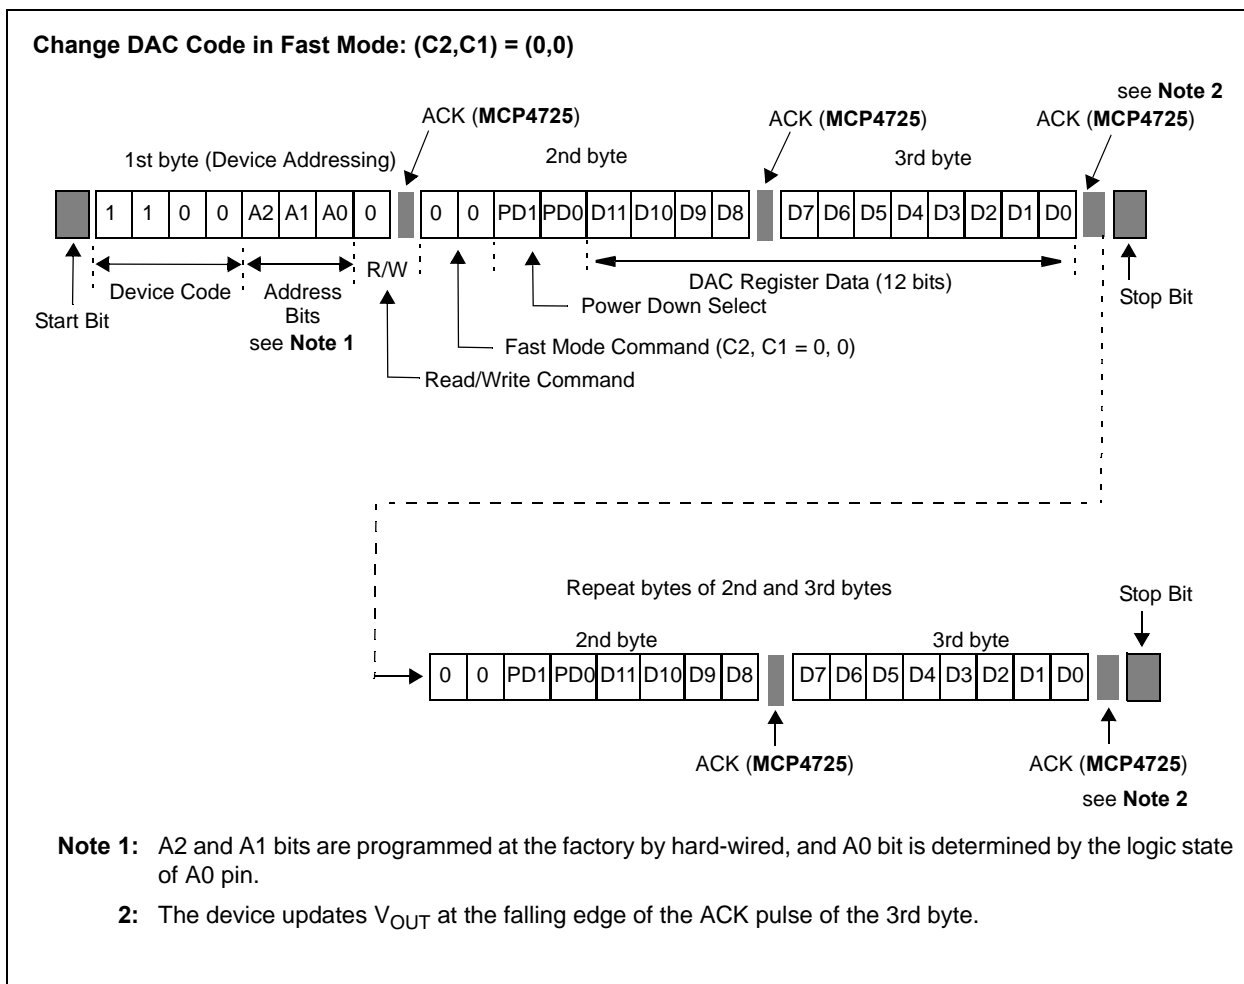 Change DAC Code in Fast Mode: (C2,C1) = (0,0)
see Note 2
ACK (MCP4725)
ACK (MCP4725)
ACK (MCP4725)
1st byte (Device Addressing)
2nd byte
3rd byte
1 1 0 0 A2 A1 A0 0
0 0 PD1 PD0 D11 D10 D9 D8
D7 D6 D5 D4 D3 D2 D1 D0
Start Bit
Device Code
Address
Bits
see Note 1
R/W
DAC Register Data (12 bits)
Power Down Select
Stop Bit
Fast Mode Command (C2, C1 = 0, 0)
Read/Write Command
Repeat bytes of 2nd and 3rd bytes
Stop Bit
2nd byte
3rd byte
0 0 PD1 PD0 D11 D10 D9 D8
D7 D6 D5 D4 D3 D2 D1 D0
ACK (MCP4725)
ACK (MCP4725)
see Note 2
Note 1: A2 and A1 bits are programmed at the factory by hard-wired, and A0 bit is determined by the logic state
of A0 pin.
2: The device updates VOUT at the falling edge of the ACK pulse of the 3rd byte.